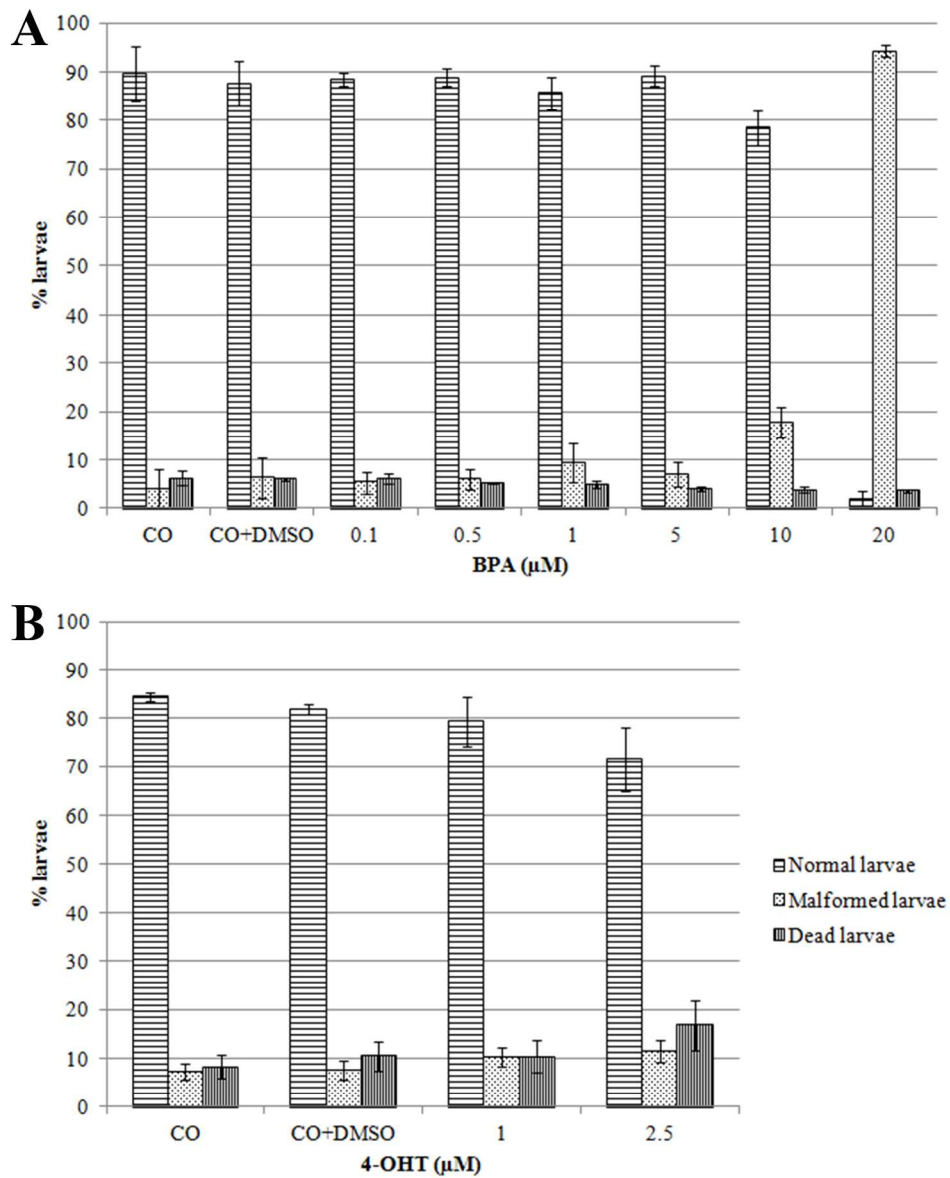 A
100
90
80
70
60
50
40
30
20
10
0
% larvae
CO CO+DMSO 0.1 0.5 1 5 10 20
BPA (µM)
B
100
90
80
70
60
50
40
30
20
10
0
% larvae
CO CO+DMSO 1 2.5
4-OHT (µM)
Normal larvae
Malformed larvae
Dead larvae